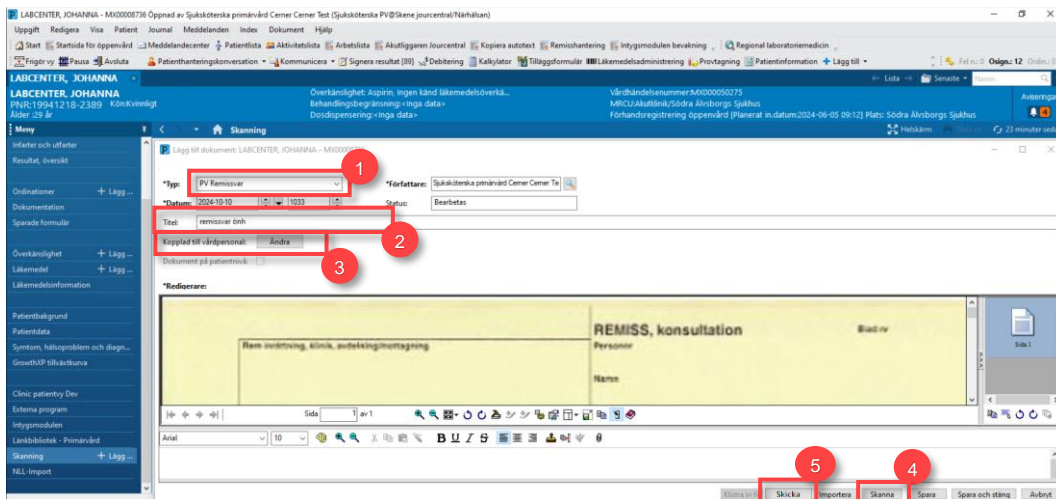 LABCENTER, JOHANNA - MX00008736 Öppnad av Sjuksköterska primärvård Cerner Cerner Test (Sjuksköterska PV@Skene jourcentral/Närhälsan)
Uppgift Redigera Visa Patient Journal Meddelanden Index Dokument Hjälp
Start Startsida för öppenvård Meddelandecenter Patientlista Aktivitetslista Arbetslista Akutliggaren Jourcentral Kopiera autotext Remisshantering Intygsmodulen bevakning Regional laboratoriemedicin
Frigör vy Pausa Avsluta Patienthanteringskonversation Kommunicera Signera resultat [89] Debitering Kalkylator Tilläggsformulär Läkemedelsadministrering Provtagning Patientinformation Lägg till Fel n.: 0 Osign.: 12
LABCENTER, JOHANNA
Lista Senaste Namn
LABCENTER, JOHANNA
PNR:19941218-2389 Kön:Kvinnligt
Ålder :29 år
Överkänslighet: Aspirin, Ingen känd läkemedelsöverkä...
Behandlingsbegränsning:<Inga data>
Dosdispensering:<Inga data>
Vårdhändelsenummer:MX000050275
MRCU:Akutklinik/Södra Älvsborgs Sjukhus
Förhandsregistrering öppenvård (Planerat in.datum:2024-06-05 09:12) Plats: Södra Älvsborgs Sjukhus
Aviseringar
Meny
Skanning
Helskärm
23 minuter sedan
Infarter och utfarter
Resultat, översikt
Ordinationer + Lägg ...
Dokumentation
Sparade formulär
Överkänslighet + Lägg ...
Läkemedel + Lägg ...
Läkemedelsinformation
Patientbakgrund
Patientdata
Symtom, hälsoproblem och diagn...
GrowthXP tillväxtkurva
Clinic patientvy Dev
Externa program
Intygsmodulen
Länkbibliotek - Primärvård
Skanning + Lägg ...
NLL-Import
Lägg till dokument: LABCENTER, JOHANNA – MX00008736
1
*Typ: PV Remissvar
*Författare: Sjuksköterska primärvård Cerner Cerner Te
*Datum: 2024-10-10 1033
Status: Bearbetas
Titel: remissvar önh
2
Kopplad till vårdpersonal: Ändra
3
Dokument på patientnivå:
*Redigerare:
REMISS, konsultation
Blad nr
Personnr
Namn
Sida 1
Sida 1 av 1
Arial 10
B U I S
5
4
Skicka Importera Skanna Spara Spara och stäng Avbryt